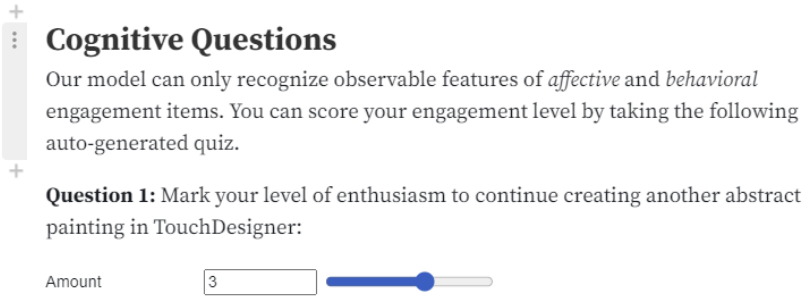 Cognitive Questions
Our model can only recognize observable features of affective and behavioral
engagement items. You can score your engagement level by taking the following
auto-generated quiz.
Question 1: Mark your level of enthusiasm to continue creating another abstract
painting in TouchDesigner:
Amount 3